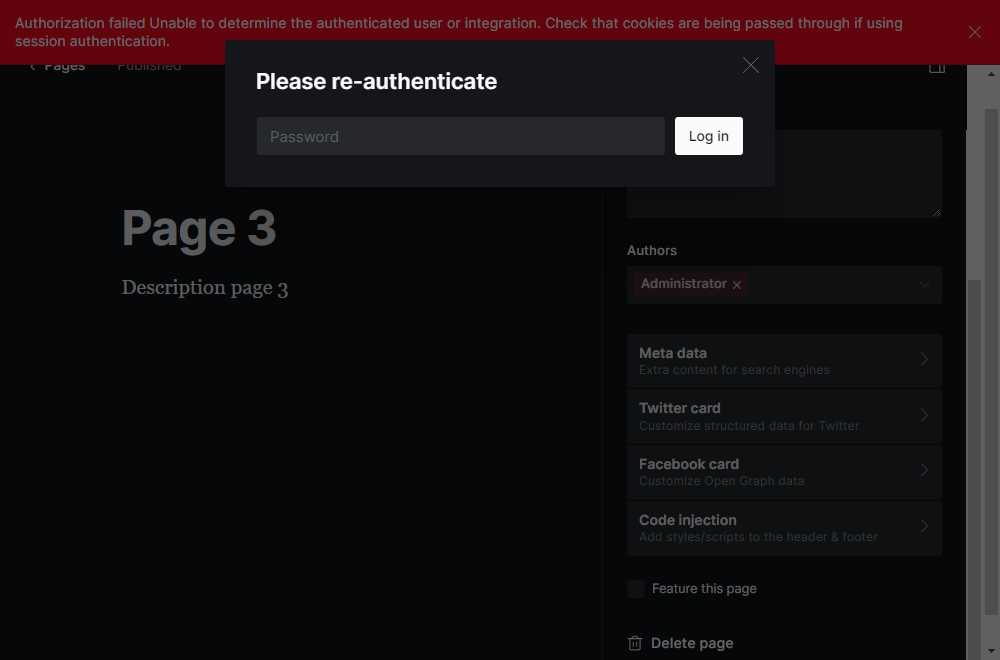 Authorization failed Unable to determine the authenticated user or integration. Check that cookies are being passed through if using
session authentication.
Pages Published
Please re-authenticate
Password
Log in
Page 3
Description page 3
Authors
Administrator
Meta data
Extra content for search engines
Twitter card
Customize structured data for Twitter
Facebook card
Customize Open Graph data
Code injection
Add styles/scripts to the header & footer
Feature this page
Delete page